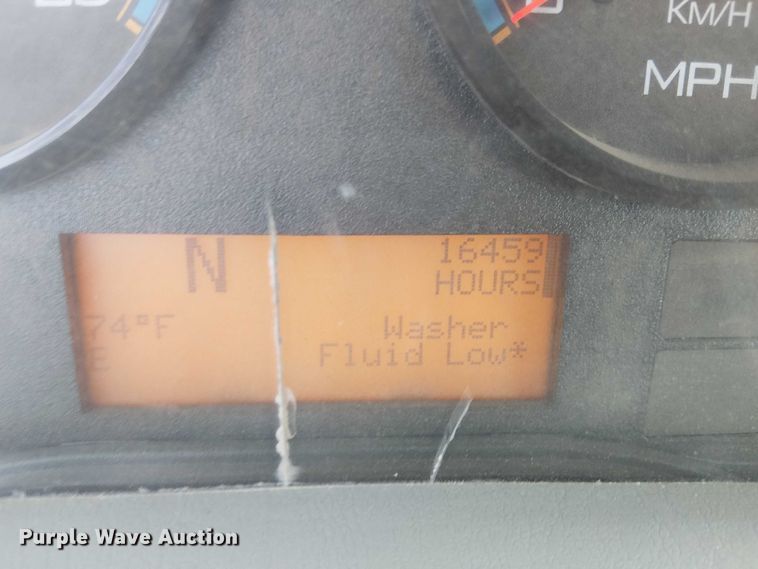 KM/H
MPH
N
16459
HOURS
74°F
Washer
E
Fluid Low*
Purple Wave Auction